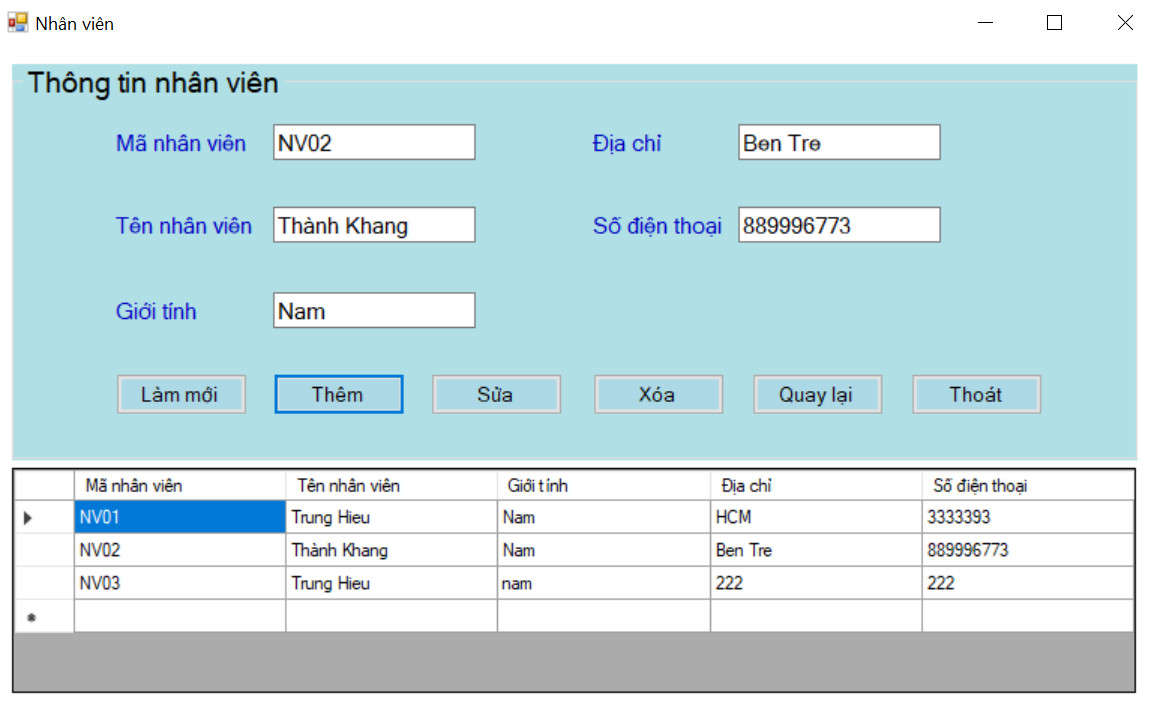 Nhân viên
Thông tin nhân viên
Mã nhân viên NV02 Địa chỉ Ben Tre
Tên nhân viên Thành Khang Số điện thoại 889996773
Giới tính Nam
Làm mới Thêm Sửa Xóa Quay lại Thoát
Mã nhân viên Tên nhân viên Giới tính Địa chỉ Số điện thoại
NV01 Trung Hieu Nam HCM 3333393
NV02 Thành Khang Nam Ben Tre 889996773
NV03 Trung Hieu nam 222 222